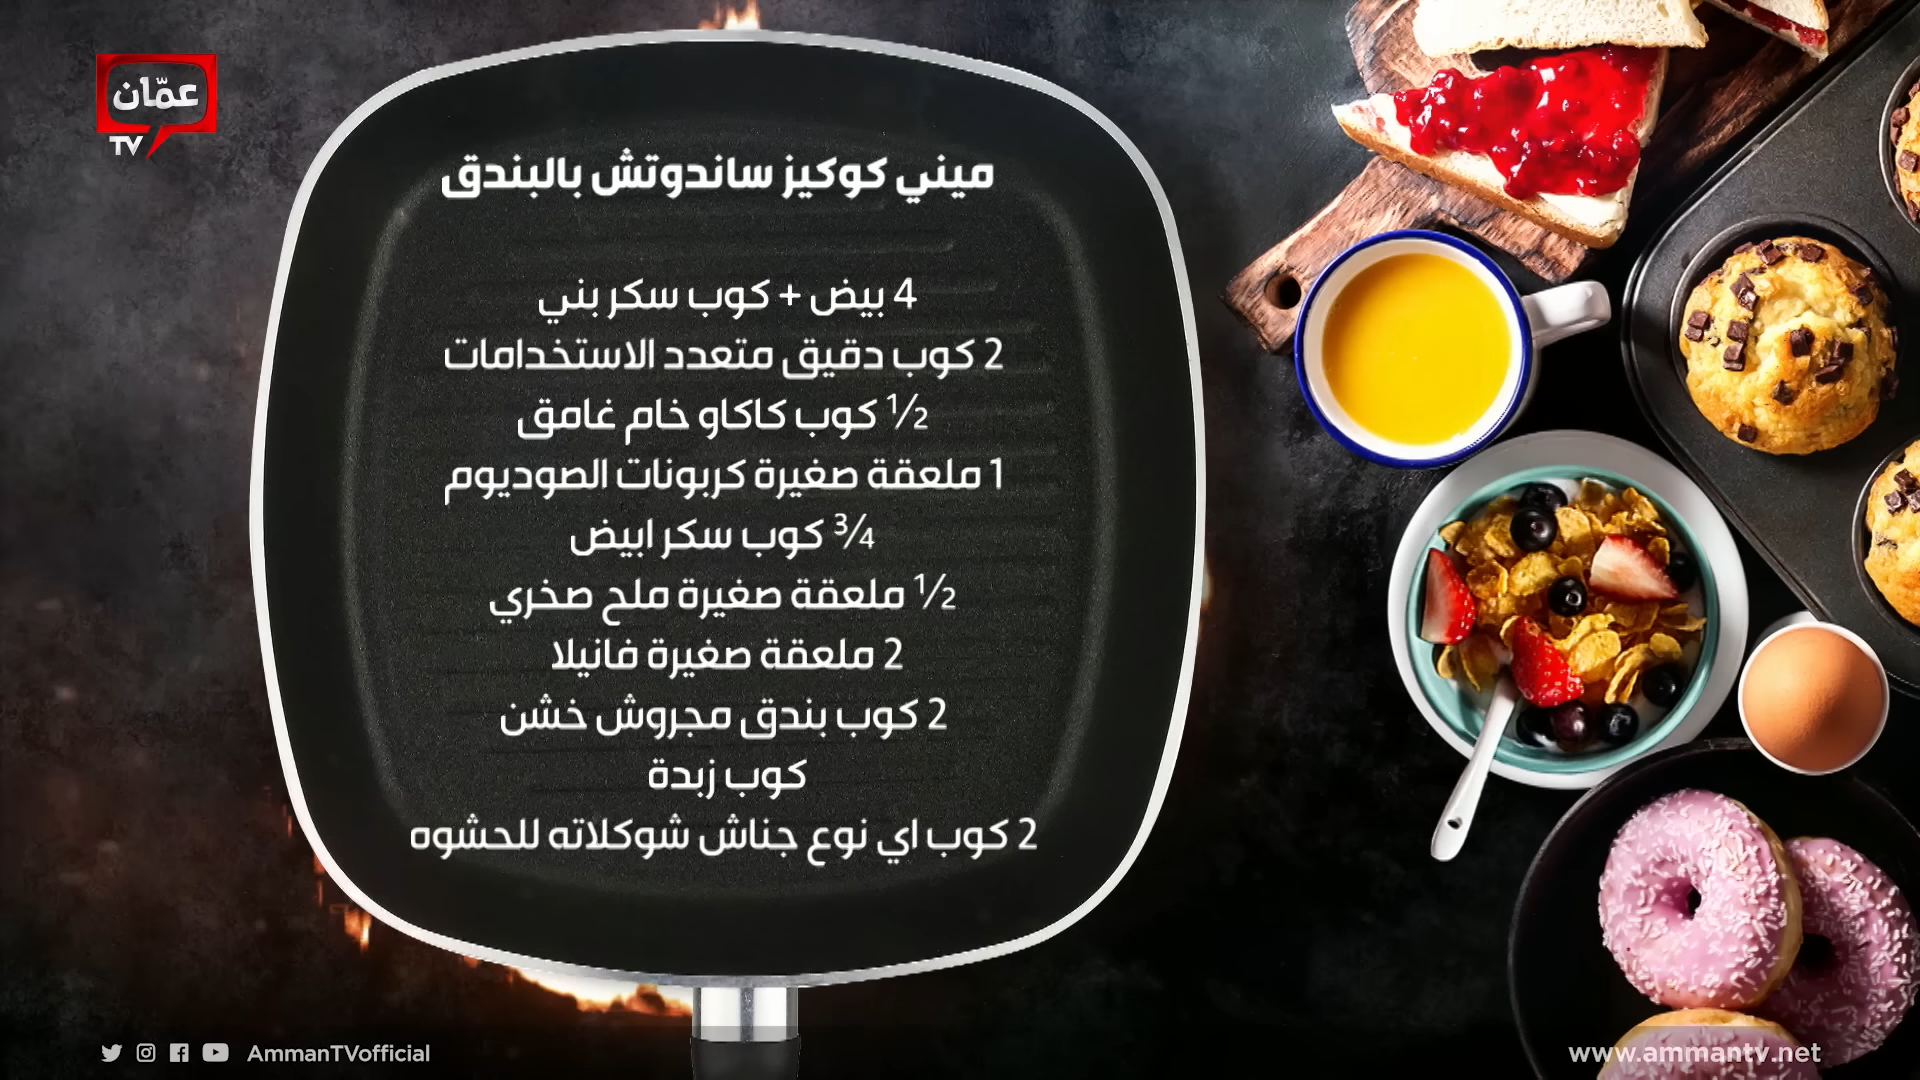 عمّان
TV
ميني كوكيز ساندوتش بالبندق
4 بيض + كوب سكر بني
2 كوب دقيق متعدد الاستخدامات
½ كوب كاكاو خام غامق
1 ملعقة صغيرة كربونات الصوديوم
¾ كوب سكر ابيض
½ ملعقة صغيرة ملح صخري
2 ملعقة صغيرة فانيلا
2 كوب بندق مجروش خشن
كوب زبدة
2 كوب اي نوع جناش شوكلاته للحشوه
AmmanTVofficial
www.ammantv.net